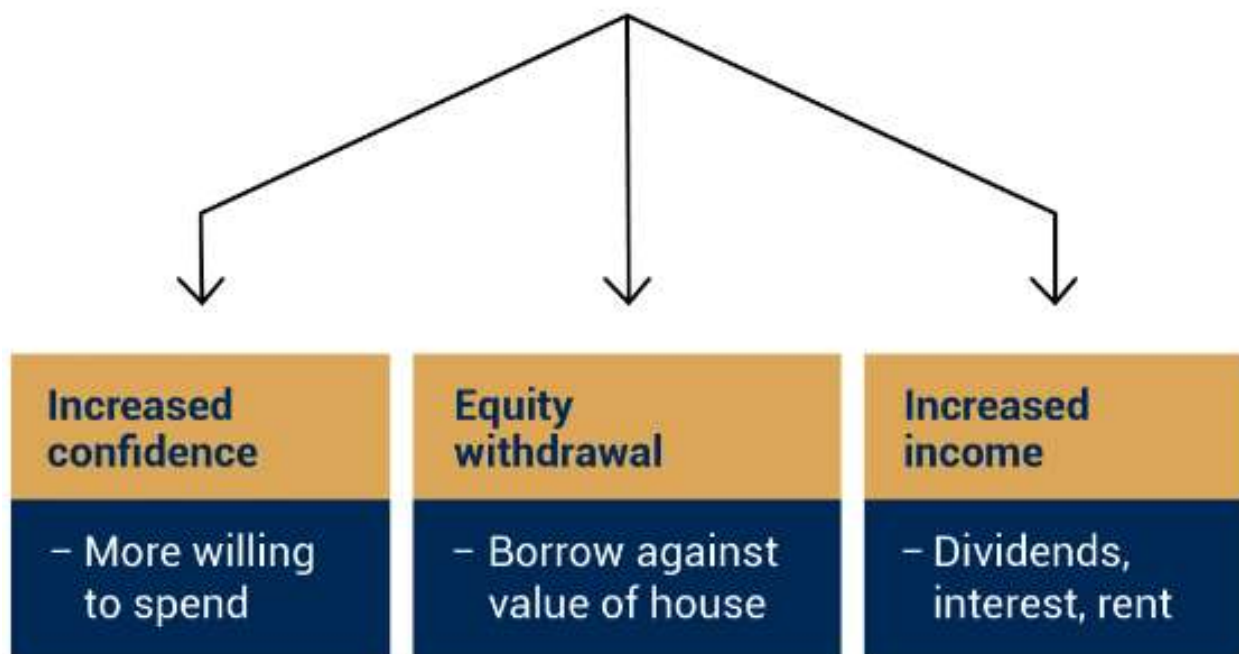 Increased
confidence
– More willing
to spend
Equity
withdrawal
– Borrow against
value of house
Increased
income
– Dividends,
interest, rent